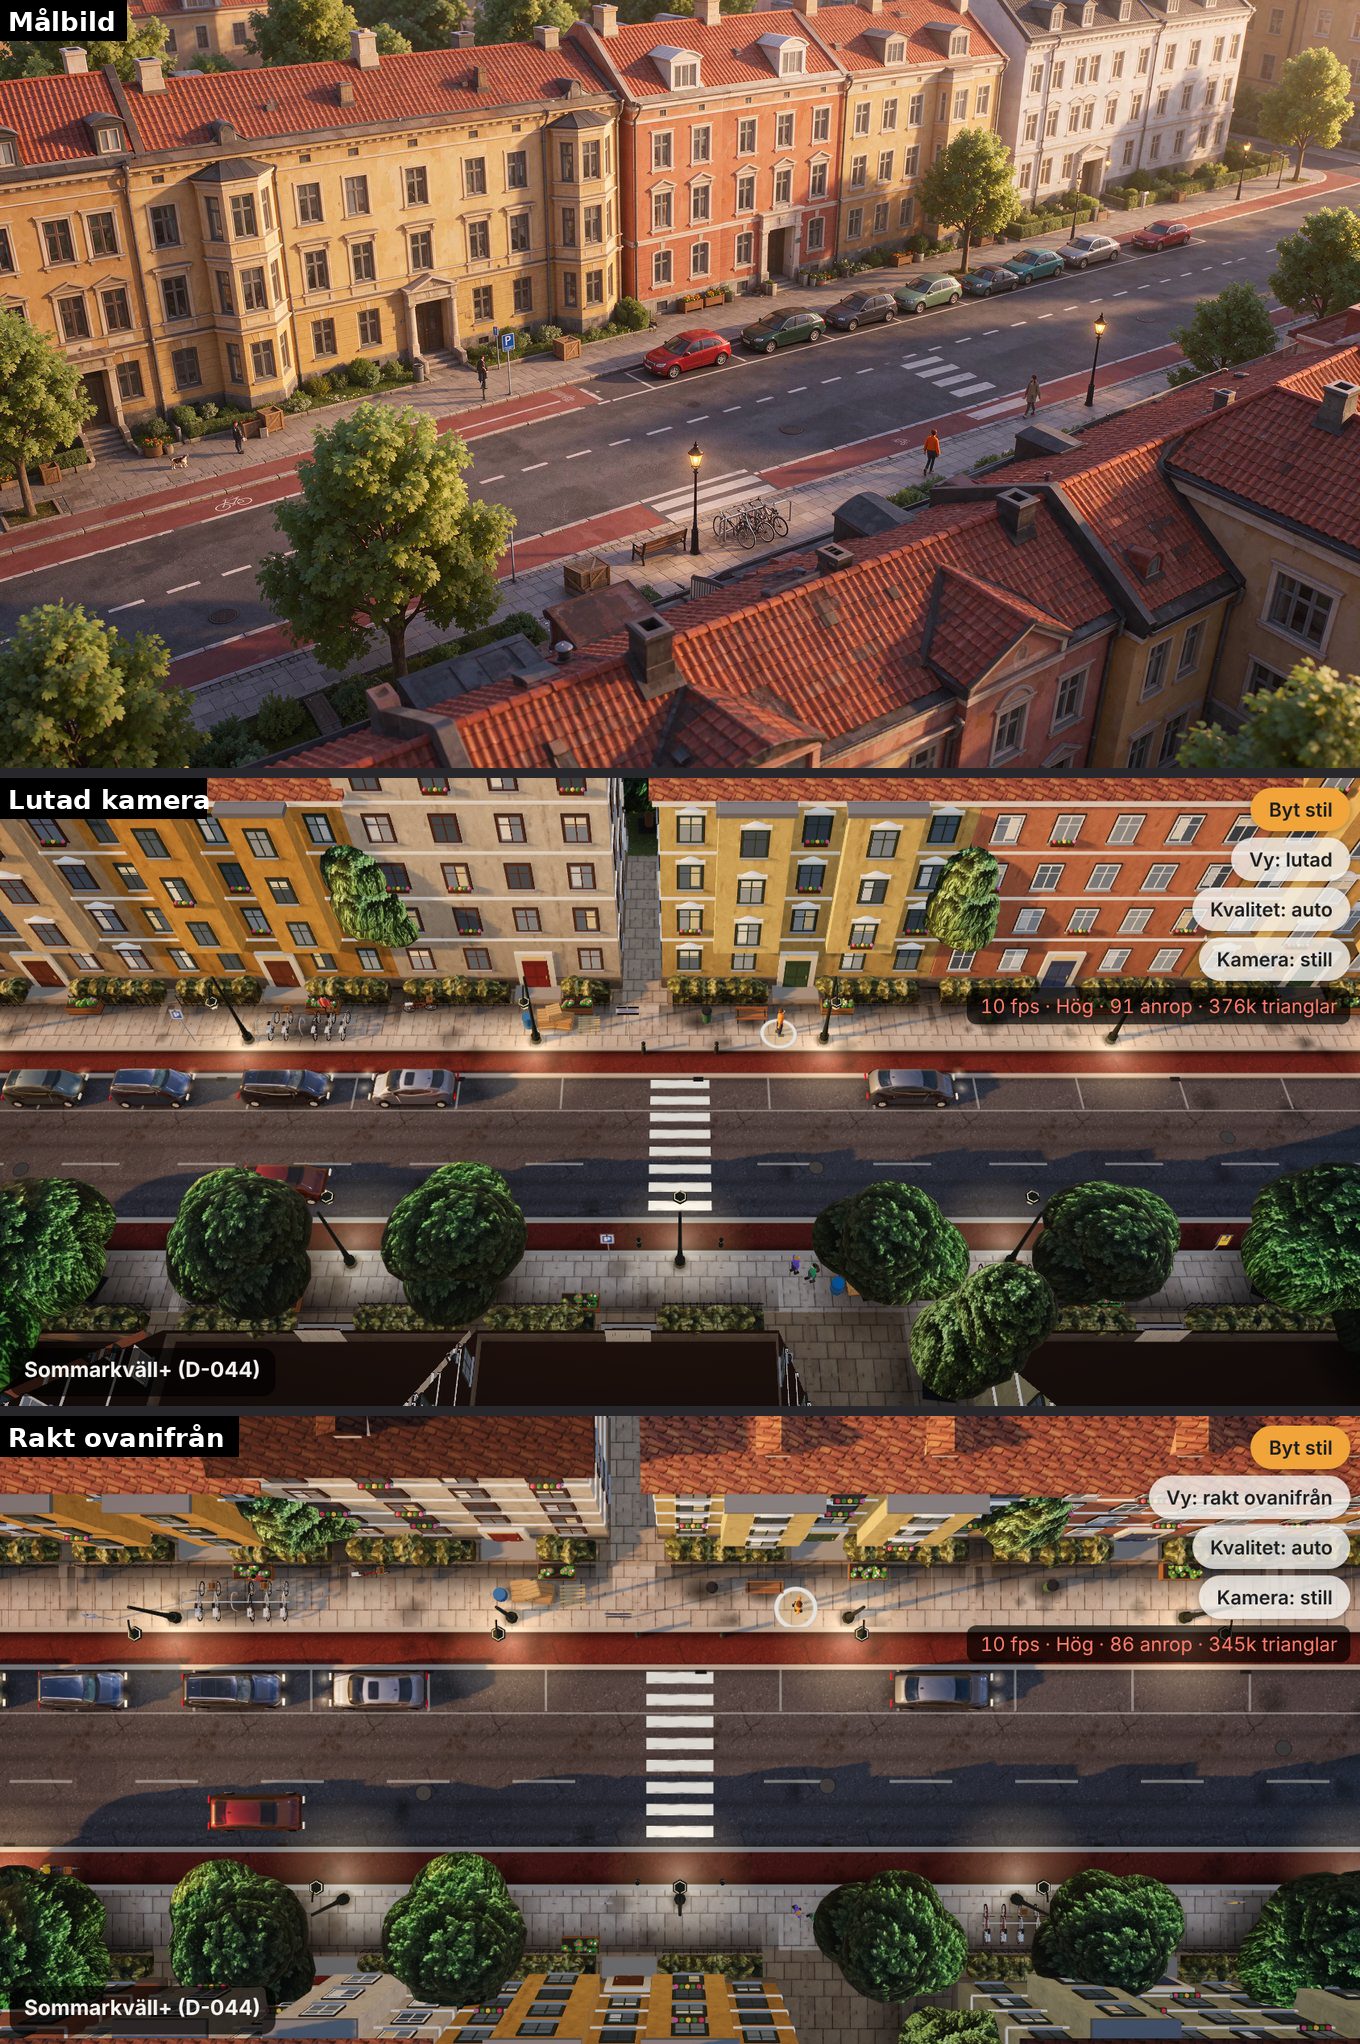 Målbild
P
Lutad kamera
Byt stil
Vy: lutad
Kvalitet: auto
Kamera: still
10 fps · Hög · 91 anrop · 376k trianglar
Sommarkväll+ (D-044)
Rakt ovanifrån
Byt stil
Vy: rakt ovanifrån
Kvalitet: auto
Kamera: still
10 fps · Hög · 86 anrop · 345k trianglar
Sommarkväll+ (D-044)